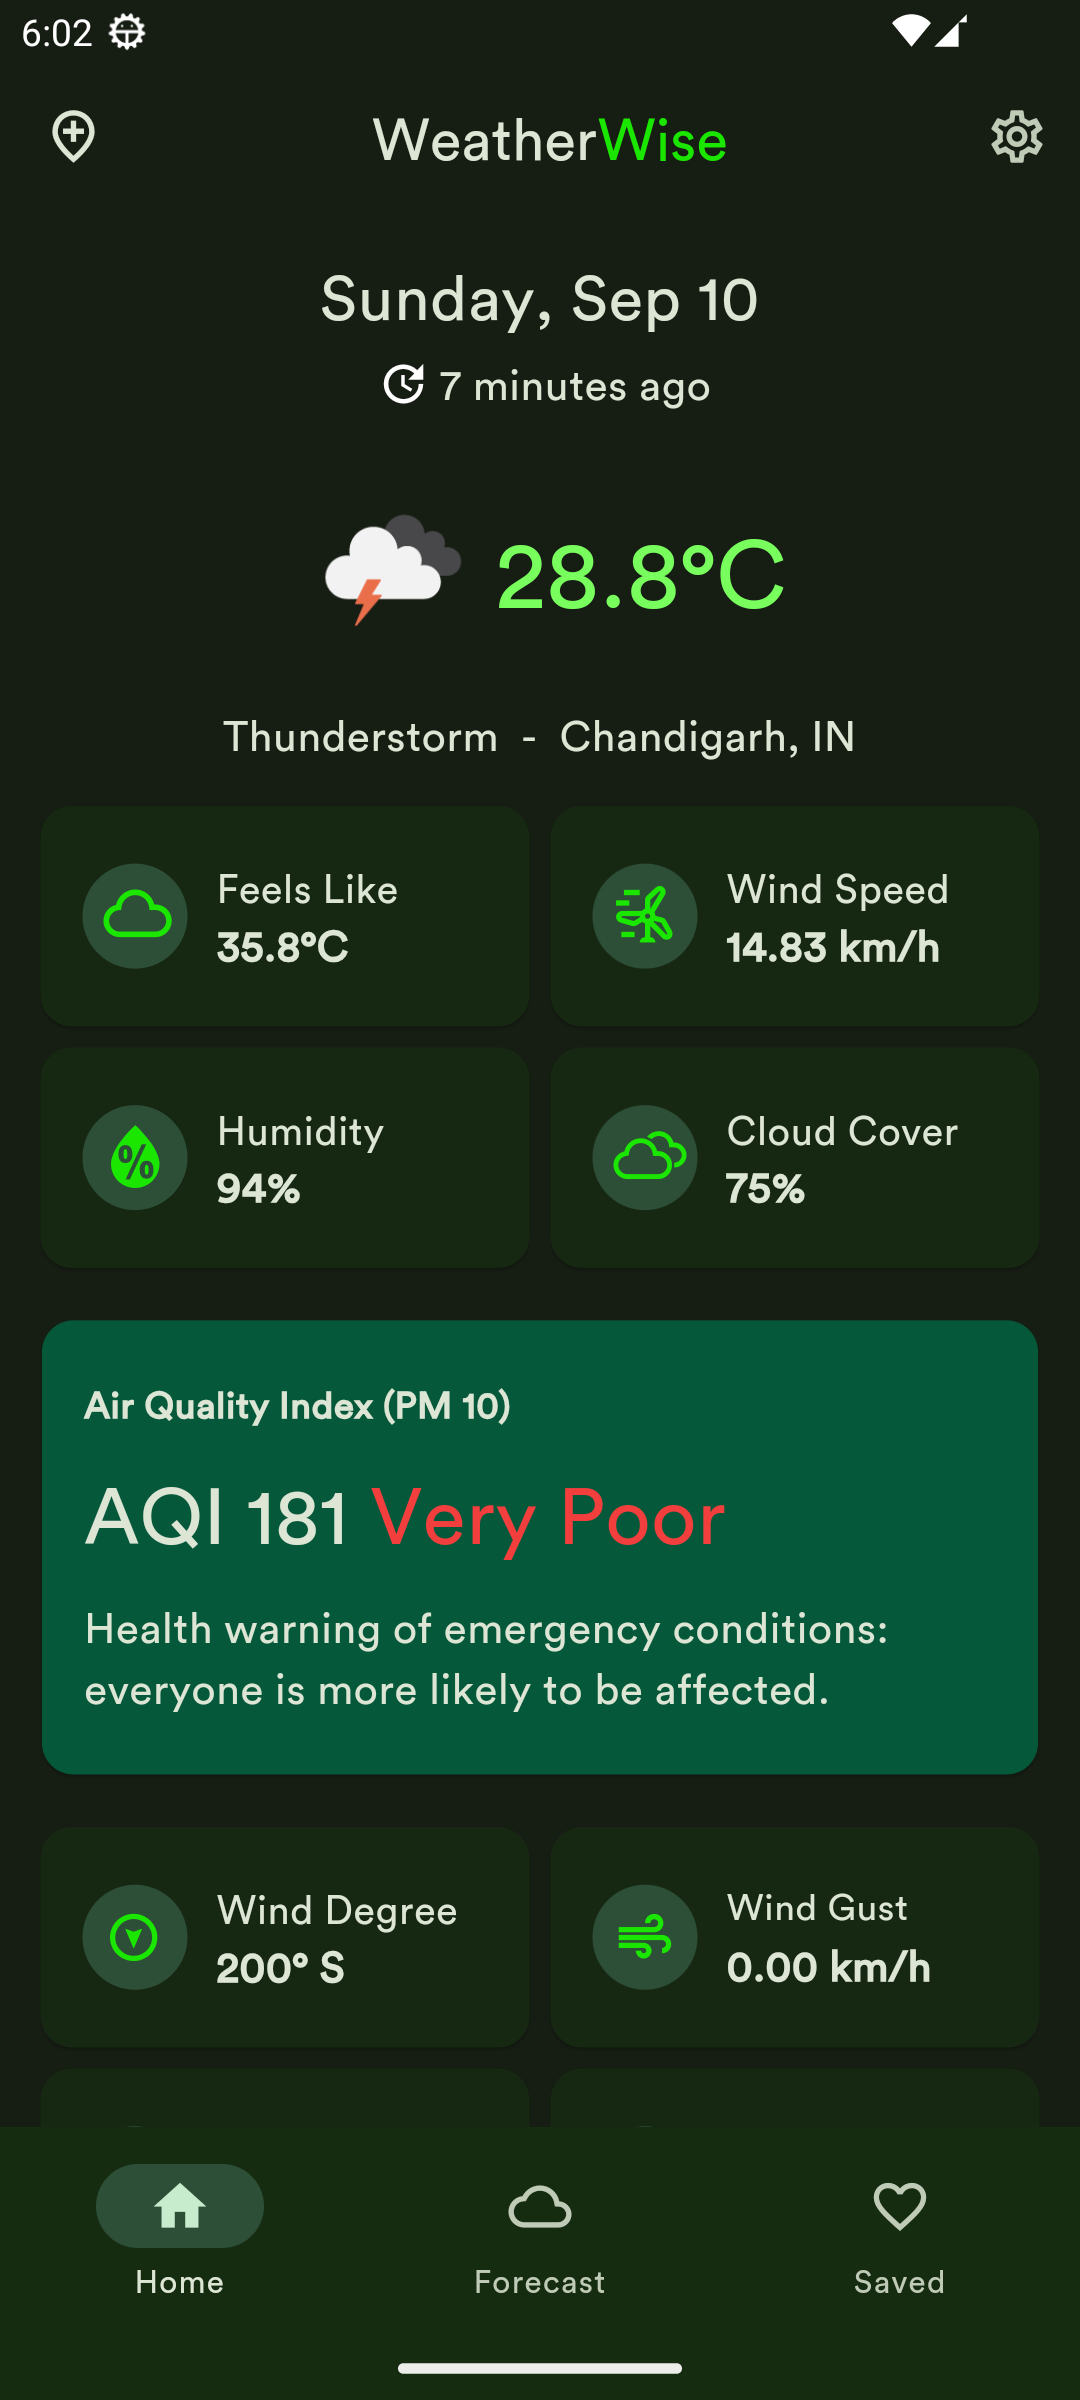 6:02
WeatherWise
Sunday, Sep 10
7 minutes ago
28.8°C
Thunderstorm - Chandigarh, IN
Feels Like
35.8°C
Wind Speed
14.83 km/h
Humidity
94%
%
Cloud Cover
75%
Air Quality Index (PM 10)
AQI 181 Very Poor
Health warning of emergency conditions:
everyone is more likely to be affected.
Wind Degree
200° S
Wind Gust
0.00 km/h
Home
Forecast
Saved